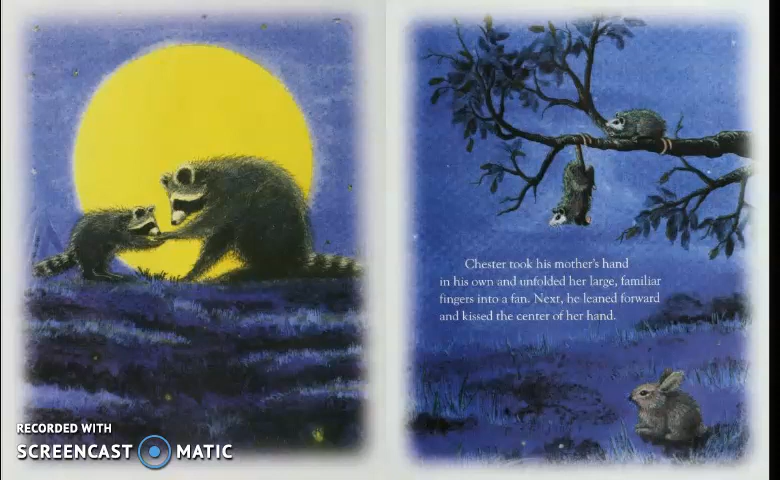 Chester took his mother's hand
in his own and unfolded her large, familiar
fingers into a fan. Next, he leaned forward
and kissed the center of her hand.
RECORDED WITH
SCREENCAST MATIC